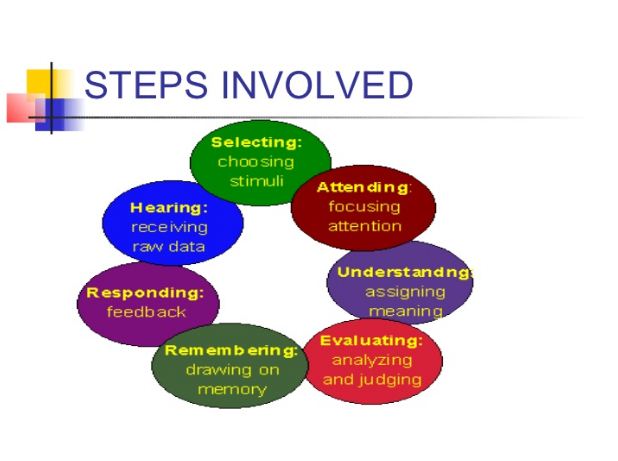 STEPS INVOLVED
Selecting:
choosing
stimuli
Attending:
focusing
attention
Understandng:
assigning
meaning
Evaluating:
analyzing
and judging
Remembering:
drawing on
memory
Responding:
feedback
Hearing:
receiving
raw data